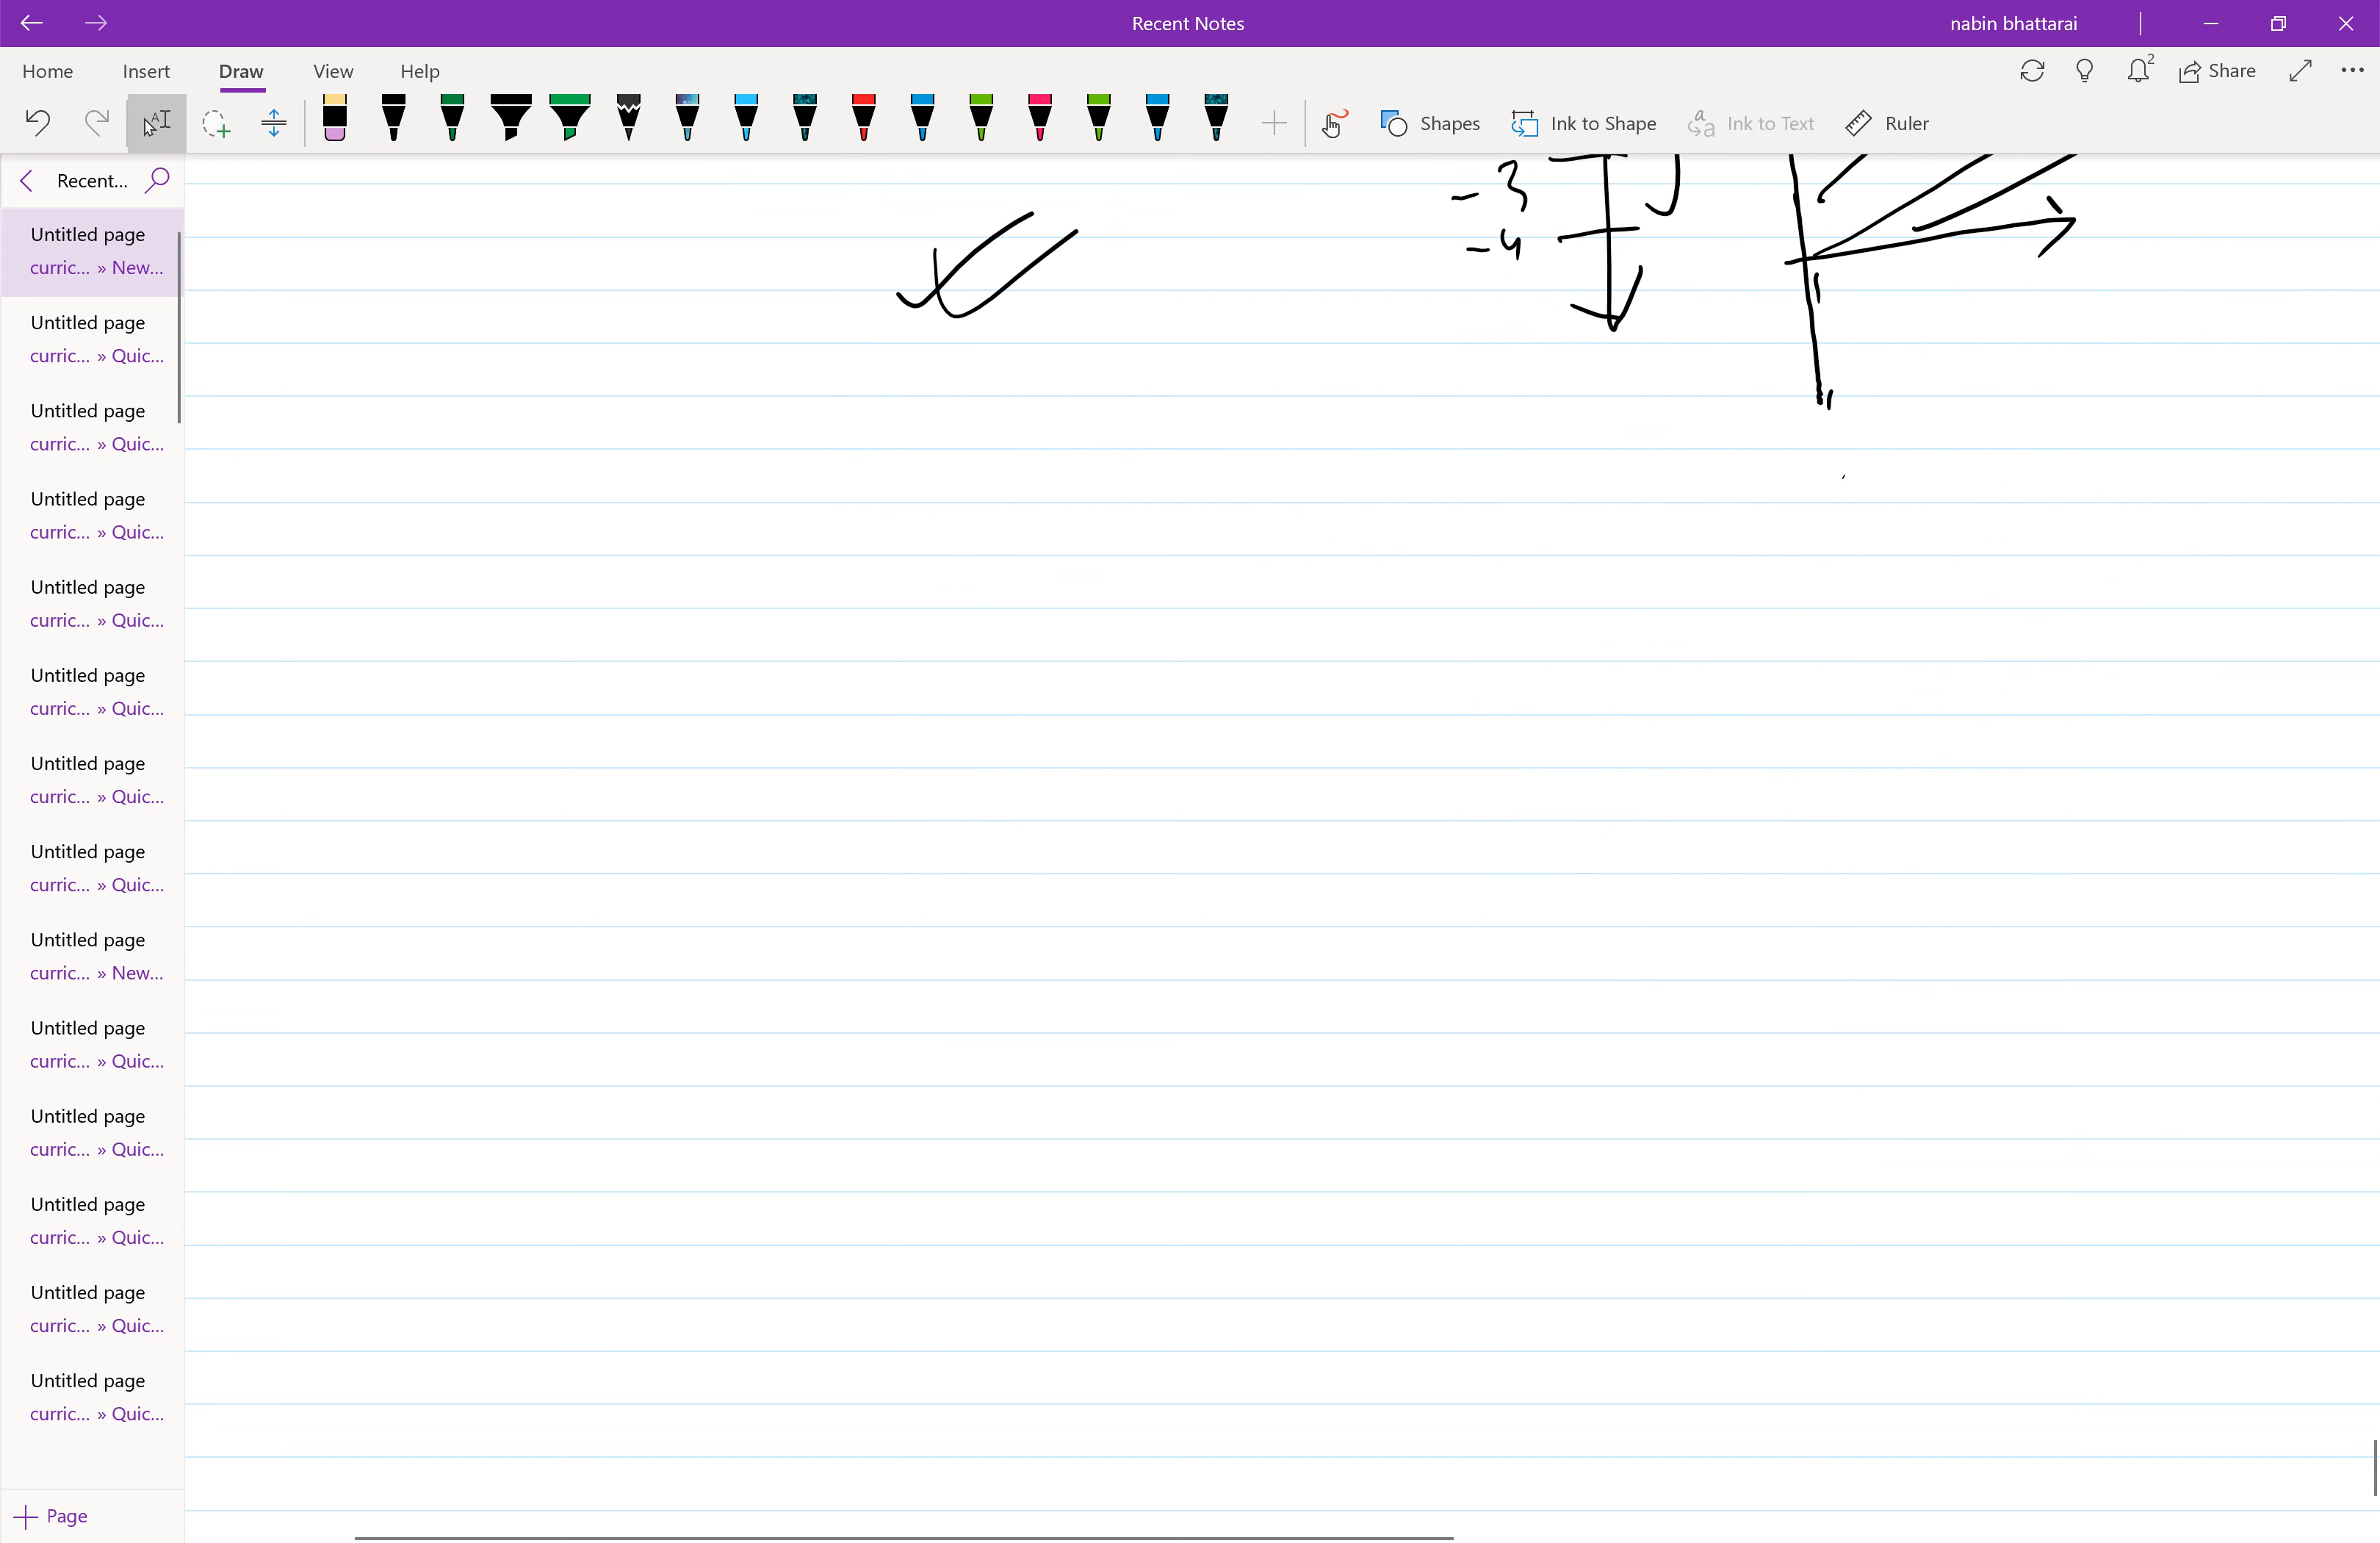 Recent Notes
nabin bhattarai
Home Insert Draw View Help
2
Share
Shapes
Ink to Shape
Ink to Text
Ruler
Recent...
Untitled page
curric... » New...
Untitled page
curric... » Quic...
Untitled page
curric... » Quic...
Untitled page
curric... » Quic...
Untitled page
curric... » Quic...
Untitled page
curric... » Quic...
Untitled page
curric... » Quic...
Untitled page
curric... » Quic...
Untitled page
curric... » New...
Untitled page
curric... » Quic...
Untitled page
curric... » Quic...
Untitled page
curric... » Quic...
Untitled page
curric... » Quic...
Untitled page
curric... » Quic...
Page
-3
-4